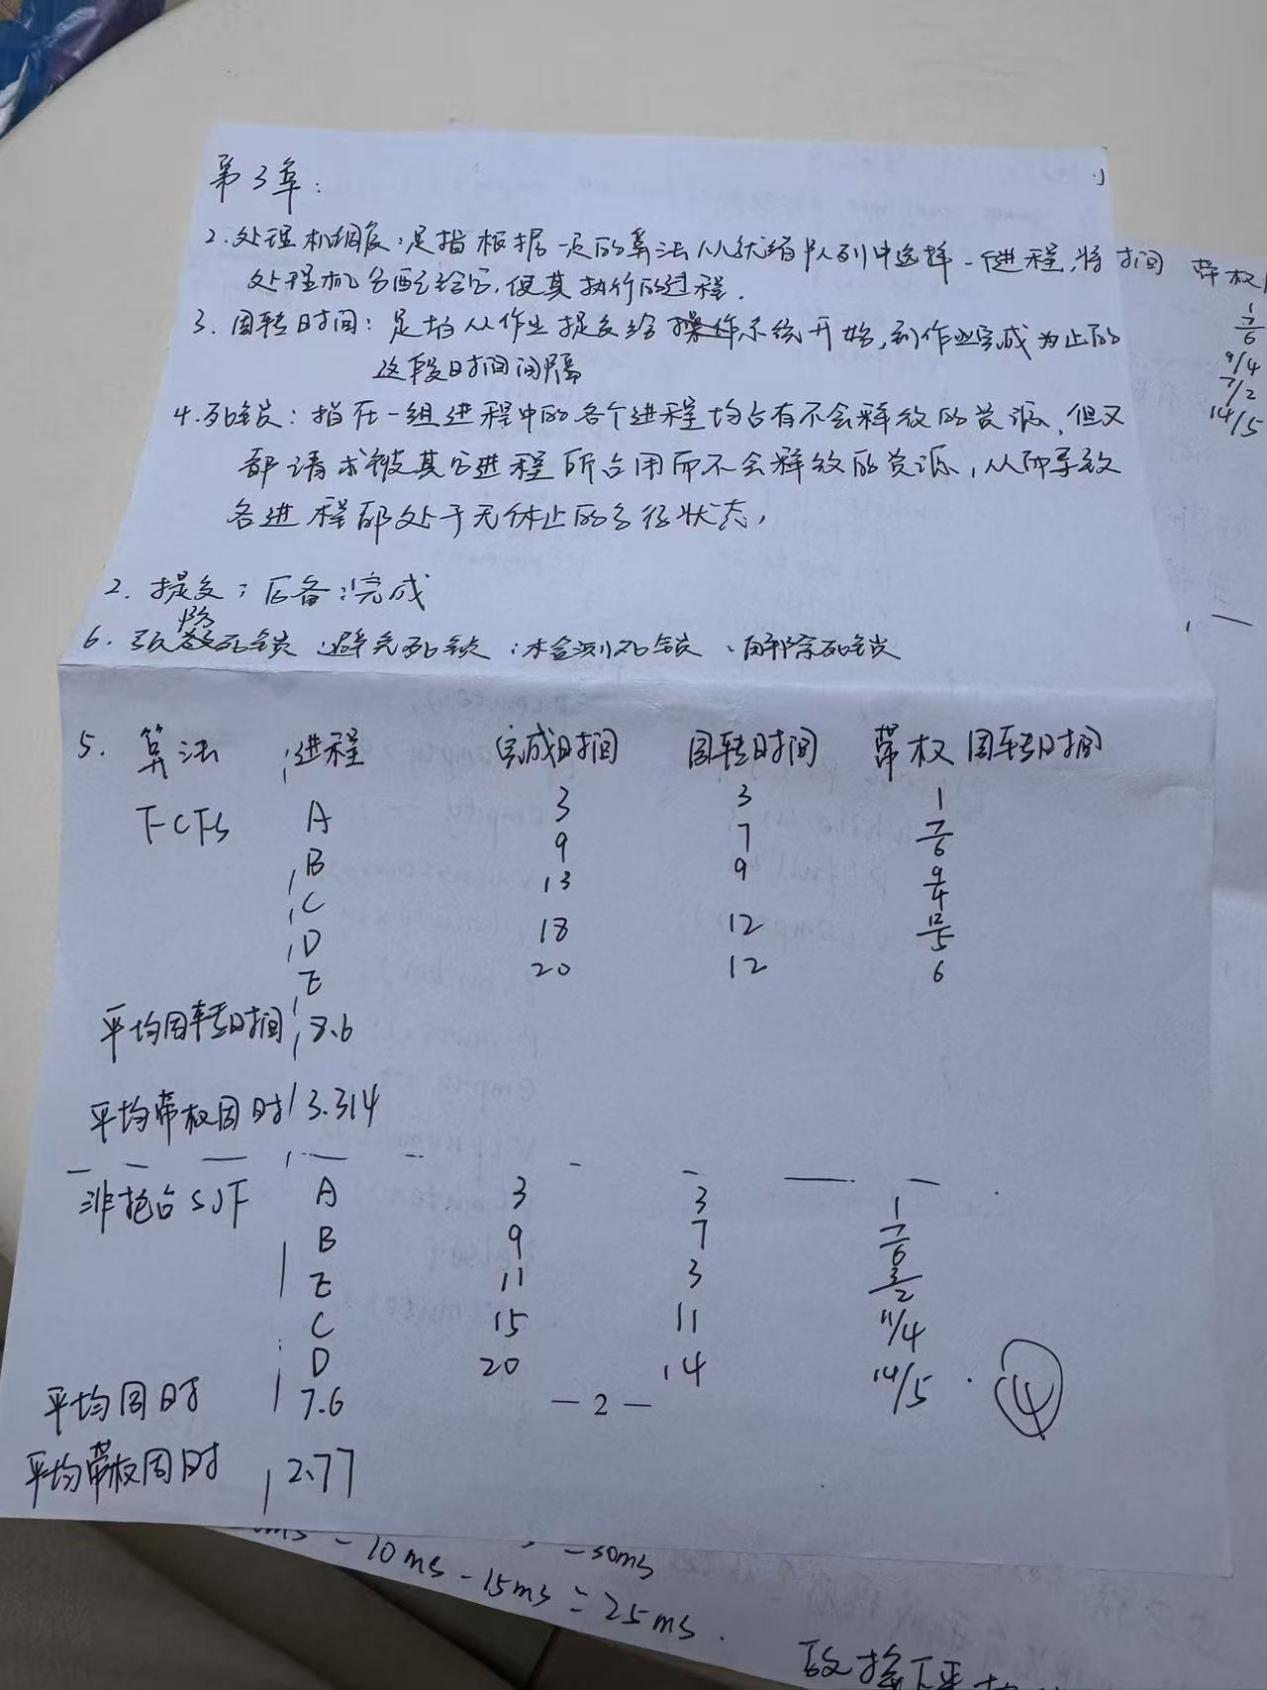 第3章:
2. 处理机调度:是指根据一定的算法从就绪队列中选择一个进程,将
处理机分配给它,使其执行的过程.
3. 周转时间:是指从作业提交给操作系统开始,到作业完成为止的
这段时间间隔
4. 死锁:指在一组进程中的各个进程均占有不会释放的资源,但又
都请求被其它进程所占用而不会释放的资源,从而导致
各进程都处于无休止的等待状态,
2. 提交;后备;完成
6. 预防死锁;避免死锁;检测死锁、解除死锁
5. 算法 进程 完成时间 周转时间 带权周转时间
FCFS A 3 3 1
B 9 7 7/6
C 13 9 9/4
D 18 12 12/5
E 20 12 6
平均周转时间 8.6
平均带权周时 3.314
非抢占SJF A 3 3 1
B 9 7 7/6
E 11 3 3/2
C 15 11 11/4
D 20 14 14/5
④
平均周时 7.6
- 2 -
平均带权周时 2.77
时间 带权
1
7/6
9/4
7/2
14/5
-30ms
-10ms-15ms=25ms.